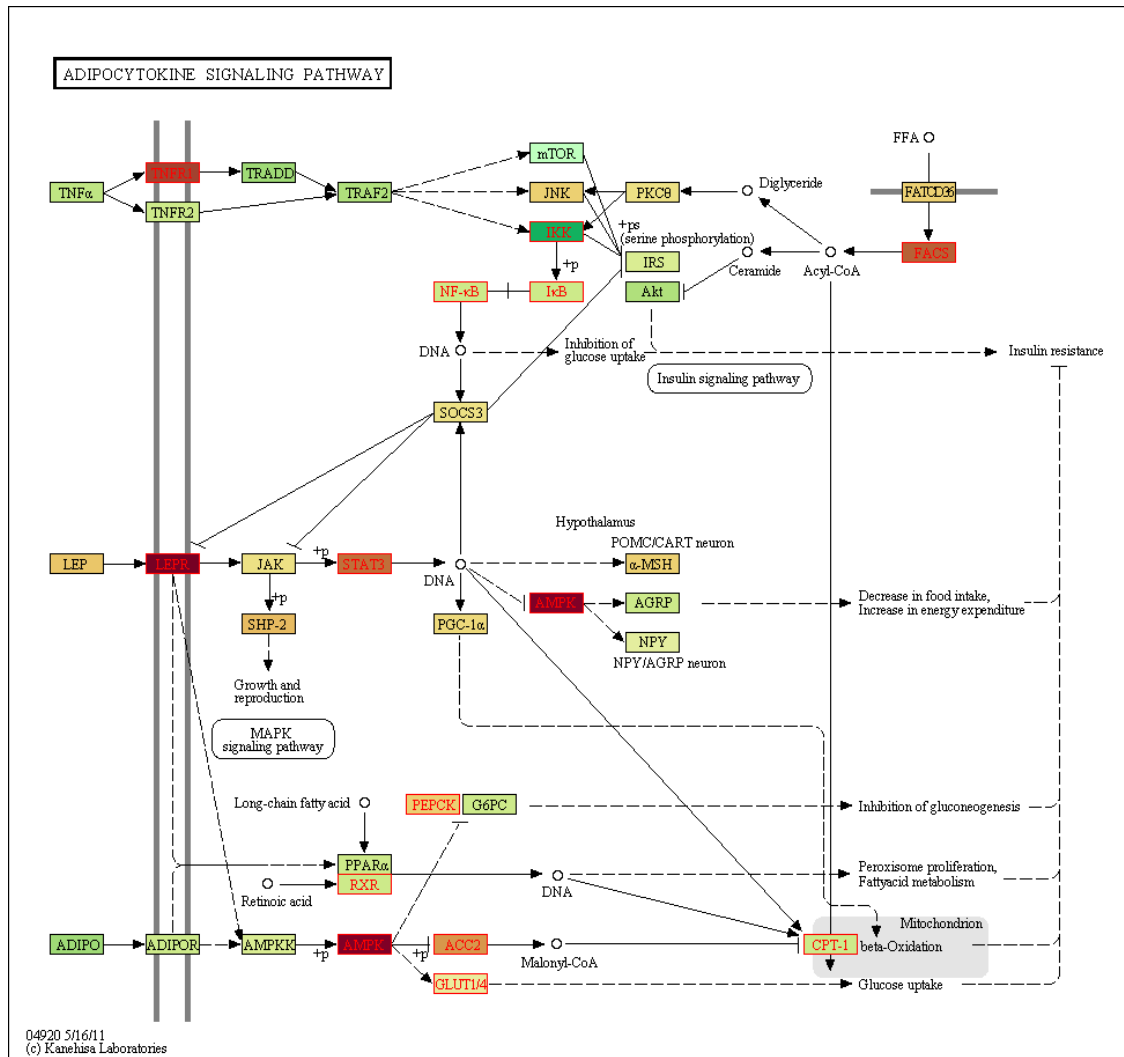 ADIPOCYTOKINE SIGNALING PATHWAY
FFA
mTOR
TNFα
TNFR1
TRADD
TRAF2
JNK
PKCθ
Diglyceride
FAT/CD36
TNFR2
IKK
+ps
(serine phosphorylation)
IRS
Ceramide
Acyl-CoA
FACS
+p
NF-κB
IκB
Akt
DNA
Inhibition of
glucose uptake
Insulin resistance
Insulin signaling pathway
SOCS3
Hypothalamus
POMC/CART neuron
LEP
LEPR
JAK
+p
STAT3
DNA
α-MSH
+p
AMPK
AGRP
Decrease in food intake,
Increase in energy expenditure
SHP-2
PGC-1α
NPY
NPY/AGRP neuron
Growth and
reproduction
MAPK
signaling pathway
Long-chain fatty acid
PEPCK
G6PC
Inhibition of gluconeogenesis
PPARα
RXR
Retinoic acid
DNA
Peroxisome proliferation,
Fattyacid metabolism
Mitochondrion
ADIPO
ADIPOR
AMPKK
+p
AMPK
+p
ACC2
Malonyl-CoA
CPT-1
beta-Oxidation
GLUT1/4
Glucose uptake
04920 5/16/11
(c) Kanehisa Laboratories